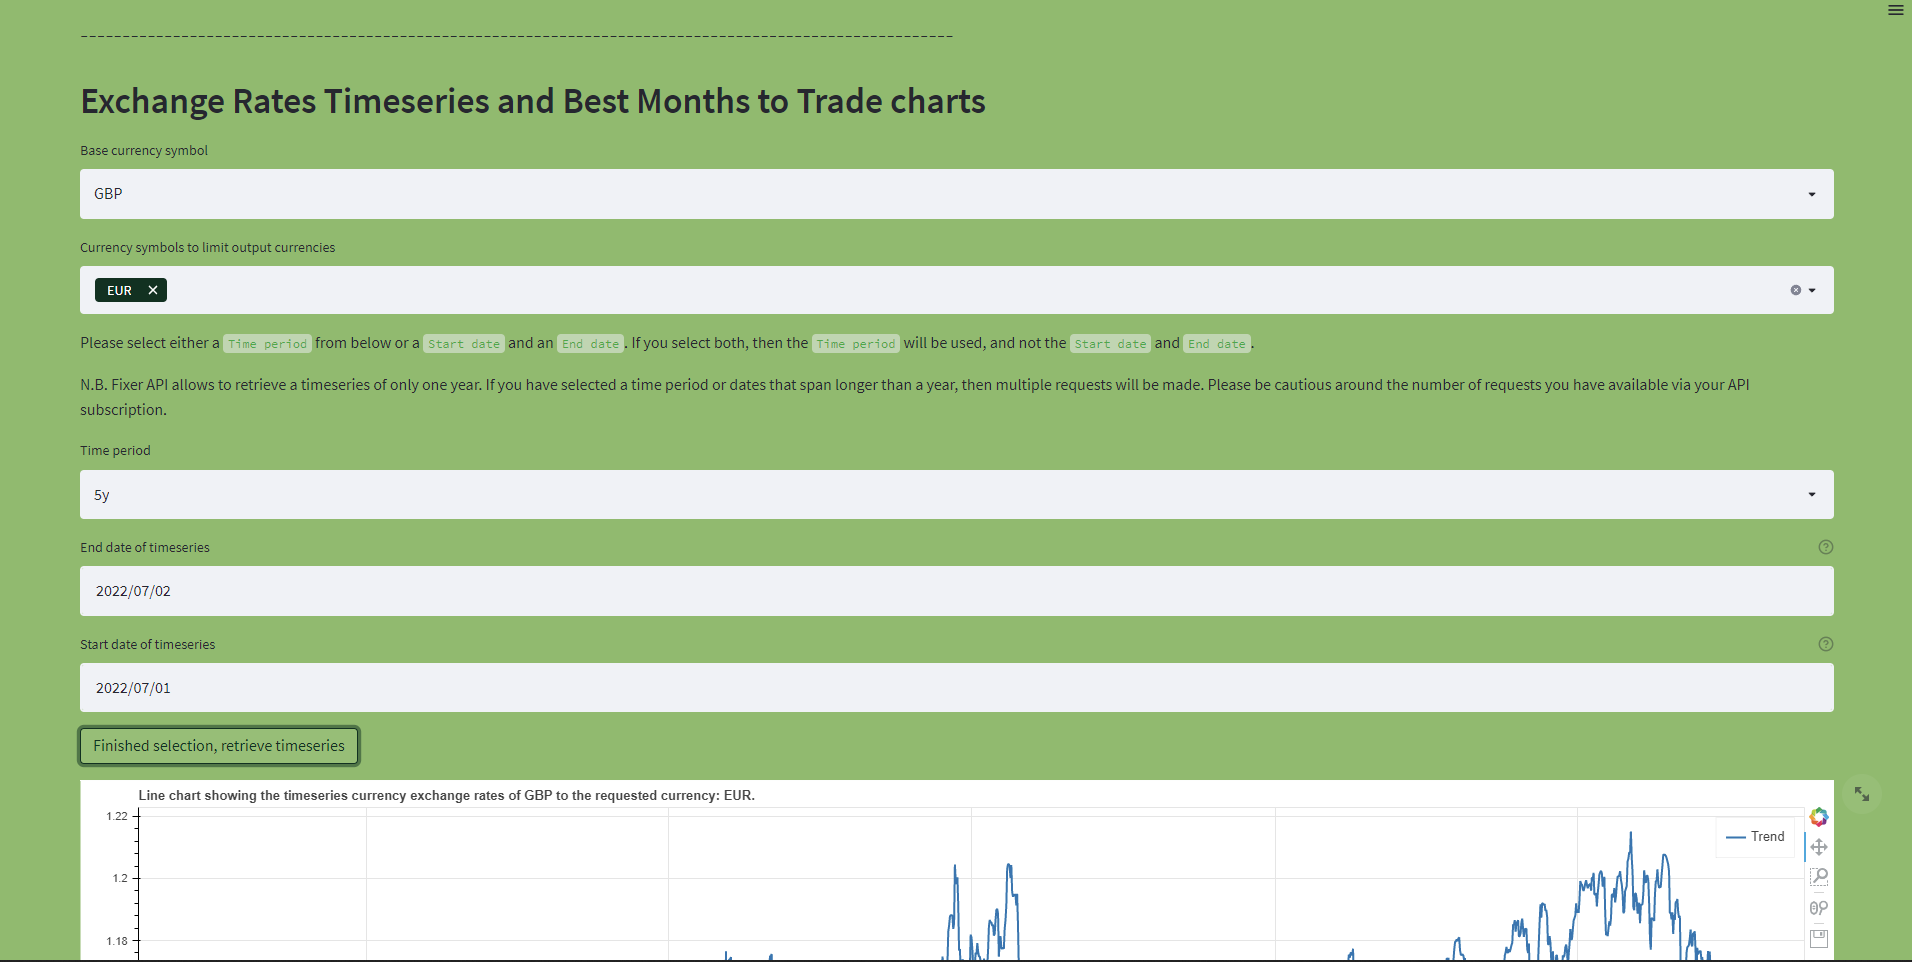 Exchange Rates Timeseries and Best Months to Trade charts
Base currency symbol
GBP
Currency symbols to limit output currencies
EUR
Please select either a Time period from below or a Start date and an End date. If you select both, then the Time period will be used, and not the Start date and End date.
N.B. Fixer API allows to retrieve a timeseries of only one year. If you have selected a time period or dates that span longer than a year, then multiple requests will be made. Please be cautious around the number of requests you have available via your API
subscription.
Time period
5y
End date of timeseries
2022/07/02
Start date of timeseries
2022/07/01
Finished selection, retrieve timeseries
Line chart showing the timeseries currency exchange rates of GBP to the requested currency: EUR.
1.22
Trend
1.2
1.18